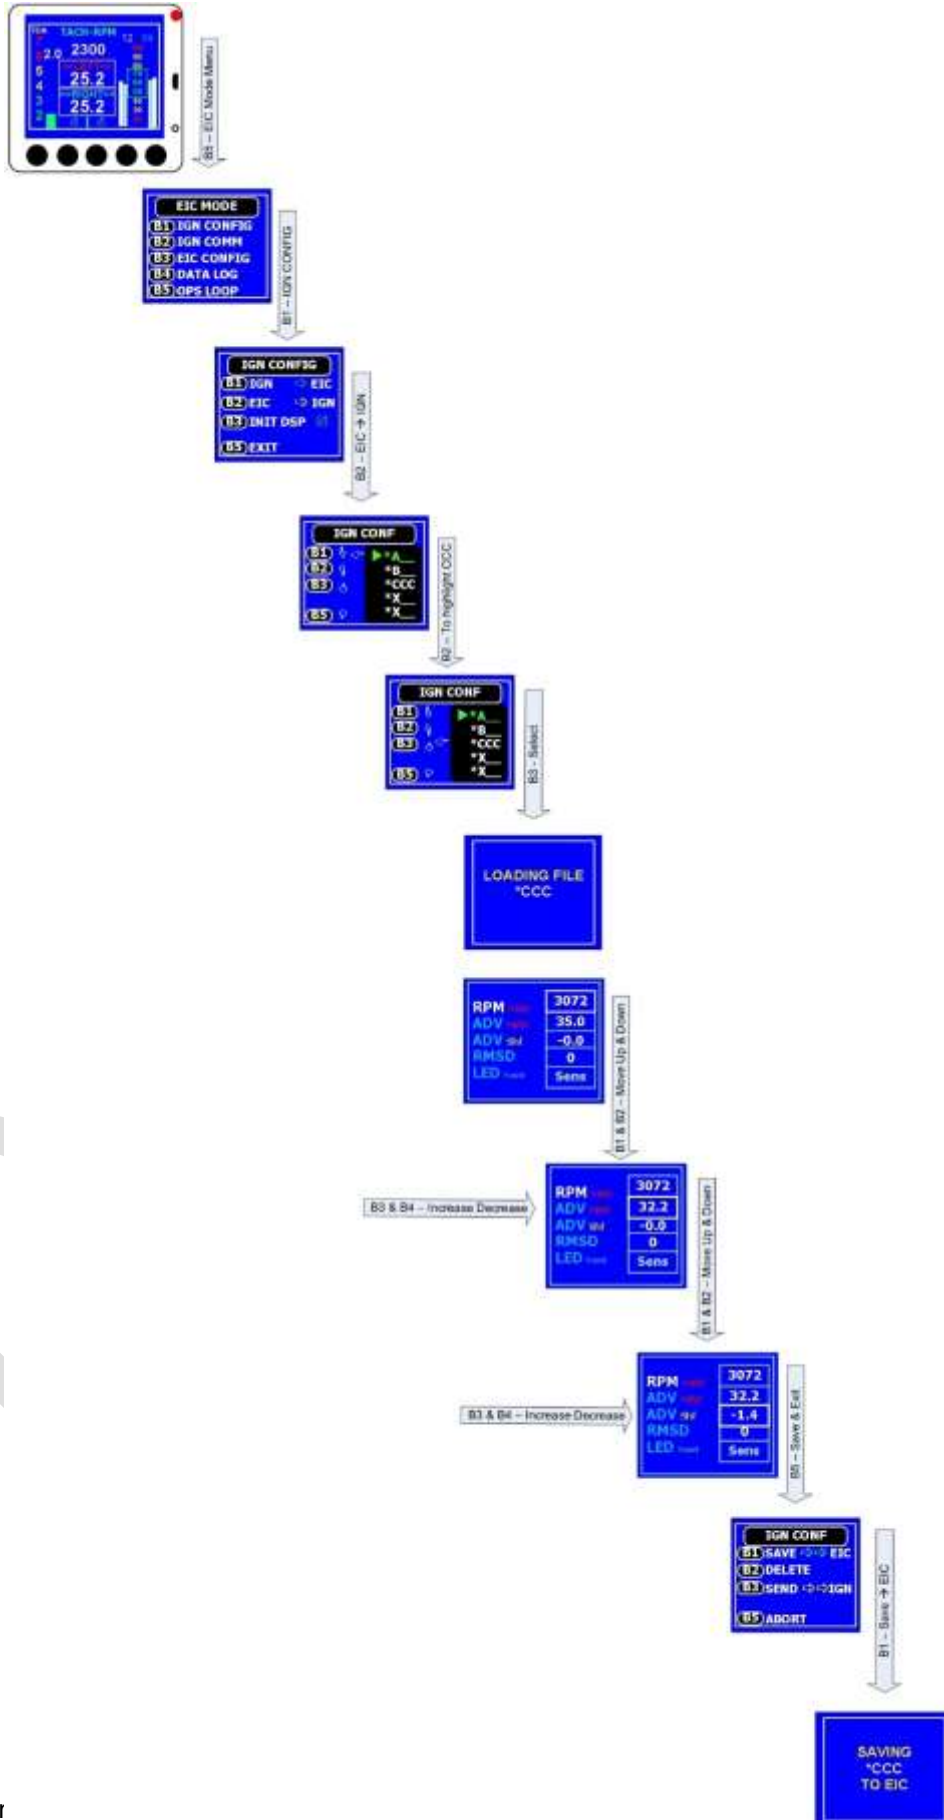 TACH-RPM
2.0 2300
5
4
3
2
25.2
25.2
B5 – EIC Mode Menu
EIC MODE
B1 IGN CONFIG
B2 IGN COMM
B3 EIC CONFIG
B4 DATA LOG
B5 OPS LOOP
B1 – IGN CONFIG
IGN CONFIG
B1 IGN ⇨ EIC
B2 EIC ⇨ IGN
B3 INIT DSP
B5 EXIT
B2 – EIC → IGN
IGN CONF
B1 *A__
B2 *B__
B3 *CCC
*X__
B5 *X__
B2 – To highlight CCC
IGN CONF
B1 *A__
B2 *B__
B3 *CCC
*X__
B5 *X__
B3 - Select
LOADING FILE
*CCC
RPM 3072
ADV 35.0
ADV -0.0
RMSD 0
LED Sens
B1 & B2 – Move Up & Down
B3 & B4 – Increase Decrease
RPM 3072
ADV 32.2
ADV -0.0
RMSD 0
LED Sens
B1 & B2 – Move Up & Down
B3 & B4 – Increase Decrease
RPM 3072
ADV 32.2
ADV -1.4
RMSD 0
LED Sens
B5 – Save & Exit
IGN CONF
B1 SAVE ⇨⇨ EIC
B2 DELETE
B3 SEND ⇨⇨IGN
B5 ABORT
B1 – Save → EIC
SAVING
*CCC
TO EIC